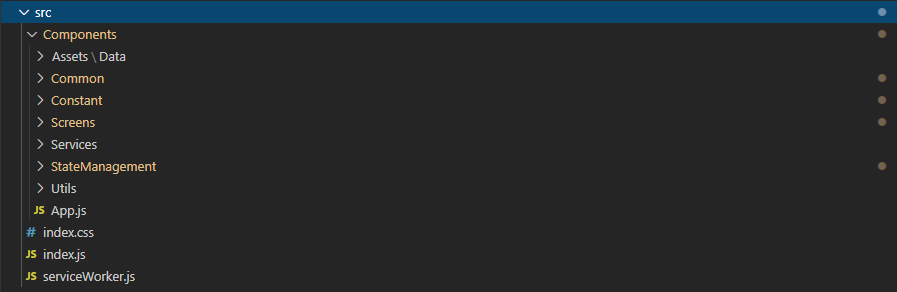 src
Components
Assets \ Data
Common
Constant
Screens
Services
StateManagement
Utils
JS App.js
# index.css
JS index.js
JS serviceWorker.js